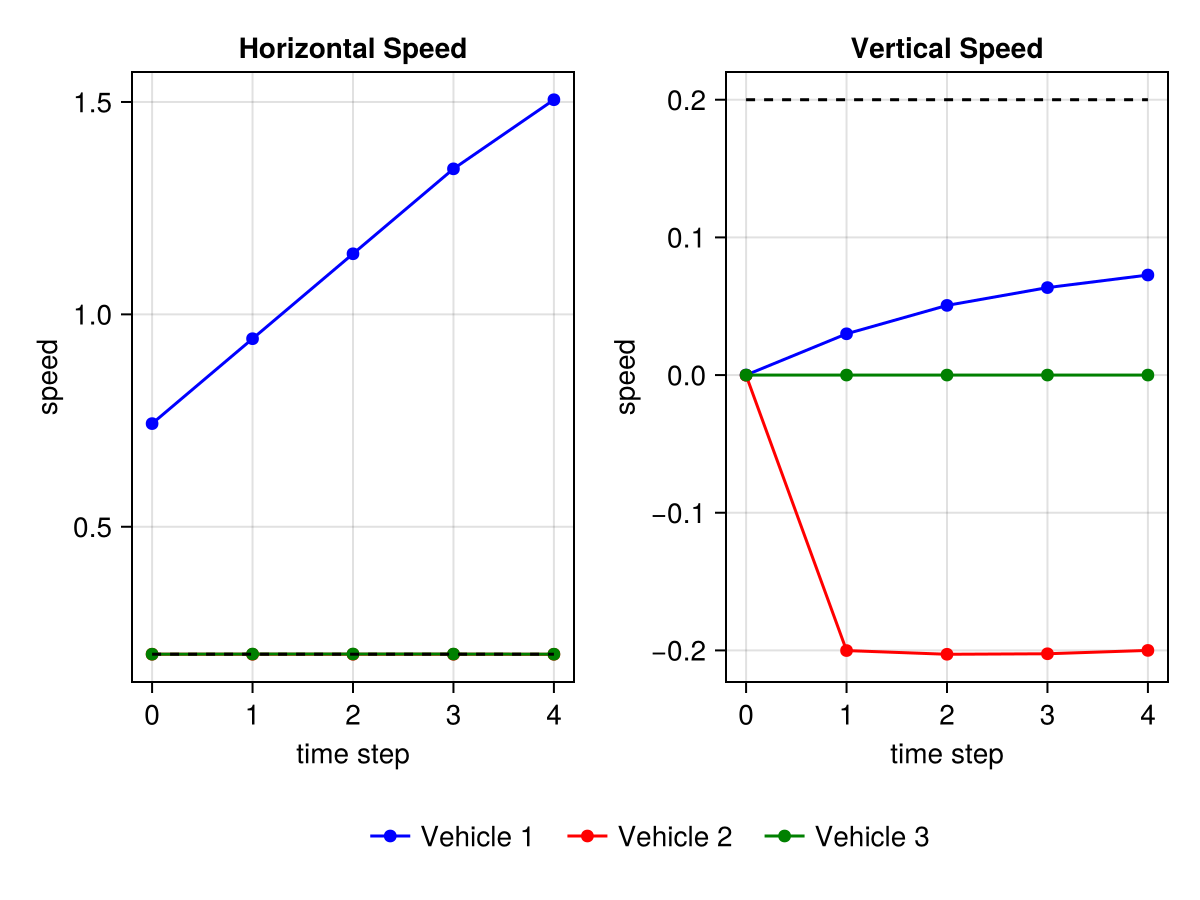 Horizontal Speed
1.5
1.0
0.5
speed
0 1 2 3 4
time step
Vertical Speed
0.2
0.1
0.0
−0.1
−0.2
speed
0 1 2 3 4
time step
Vehicle 1 Vehicle 2 Vehicle 3